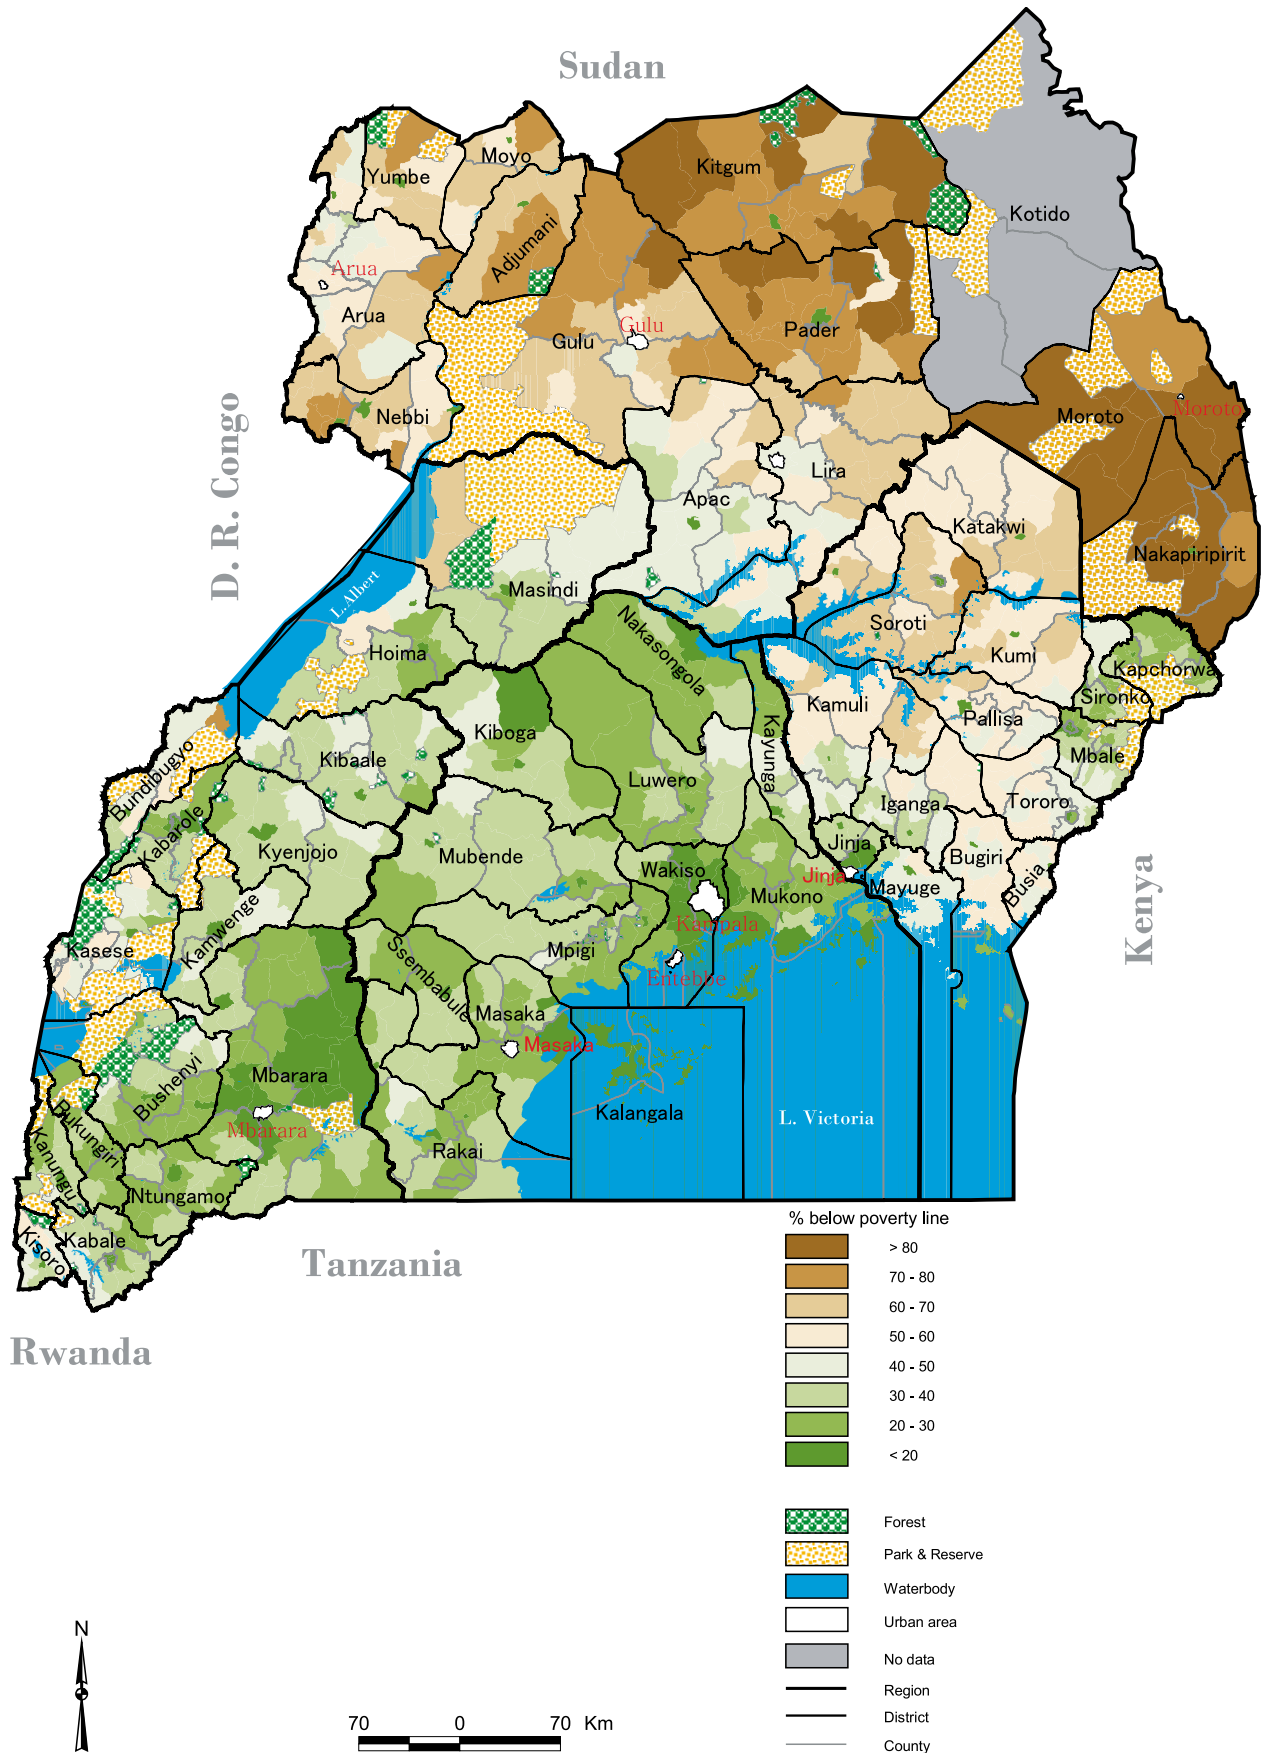 Sudan
Kitgum
Moyo
Yumbe
Kotido
Adjumani
Arua
Arua
Gulu
Gulu
Pader
Nebbi
Moroto
Moroto
D. R. Congo
Lira
Apac
Katakwi
Nakapiripirit
L.Albert
Masindi
Nakasongola
Soroti
Hoima
Kumi
Kapchorwa
Sironko
Kamuli
Pallisa
Kiboga
Kayunga
Mbale
Kibaale
Bundibugyo
Luwero
Iganga
Tororo
Kabarole
Kyenjojo
Mubende
Jinja
Bugiri
Wakiso
Jinja
Mayuge
Mukono
Busia
Kenya
Kamwenge
Kampala
Kasese
Mpigi
Ssembabule
Entebbe
Masaka
Masaka
Bushenyi
Mbarara
Kalangala
L. Victoria
Mbarara
Rukungiri
Kanungu
Rakai
Ntungamo
Kisoro
Kabale
Tanzania
Rwanda
% below poverty line
> 80
70 - 80
60 - 70
50 - 60
40 - 50
30 - 40
20 - 30
< 20
Forest
Park & Reserve
Waterbody
Urban area
No data
Region
District
County
N
70 0 70 Km